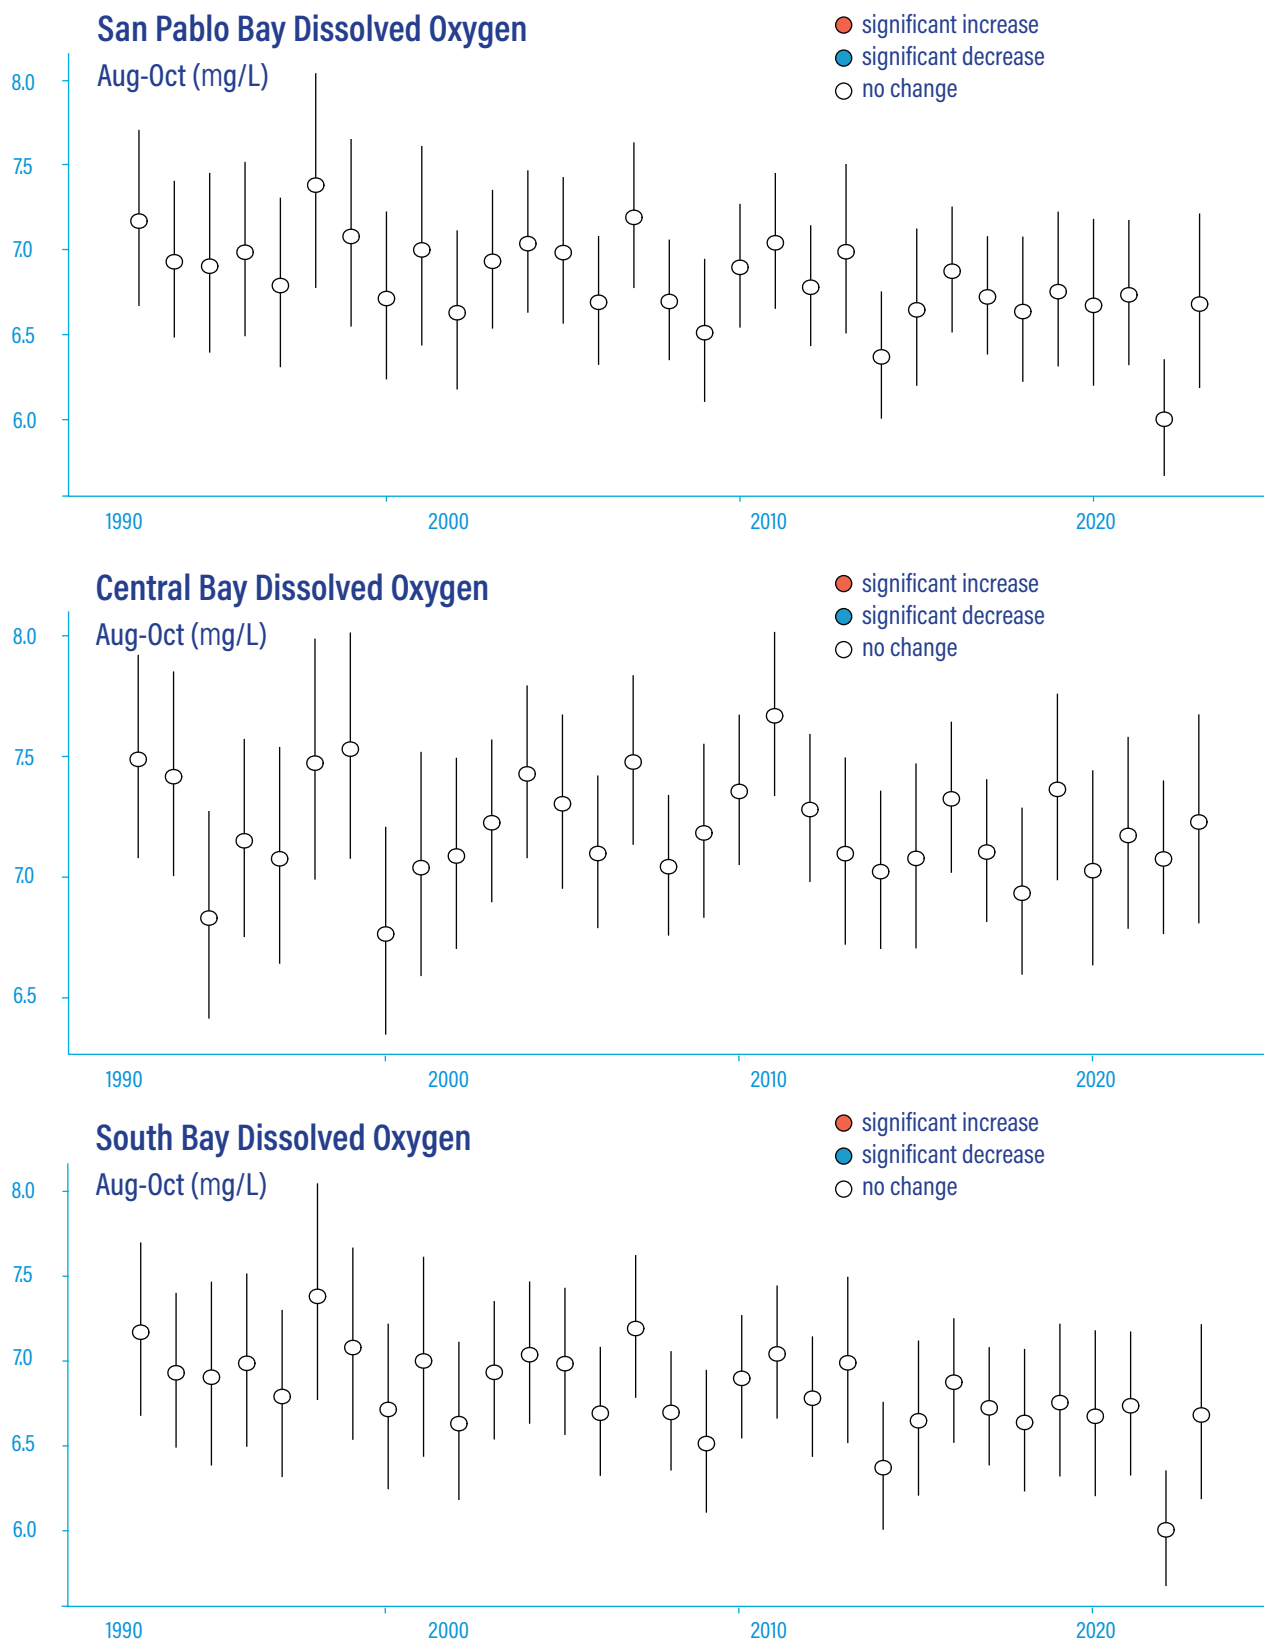 San Pablo Bay Dissolved Oxygen
Aug-Oct (mg/L)
significant increase
significant decrease
no change
8.0
7.5
7.0
6.5
6.0
1990 2000 2010 2020
Central Bay Dissolved Oxygen
Aug-Oct (mg/L)
significant increase
significant decrease
no change
8.0
7.5
7.0
6.5
1990 2000 2010 2020
South Bay Dissolved Oxygen
Aug-Oct (mg/L)
significant increase
significant decrease
no change
8.0
7.5
7.0
6.5
6.0
1990 2000 2010 2020